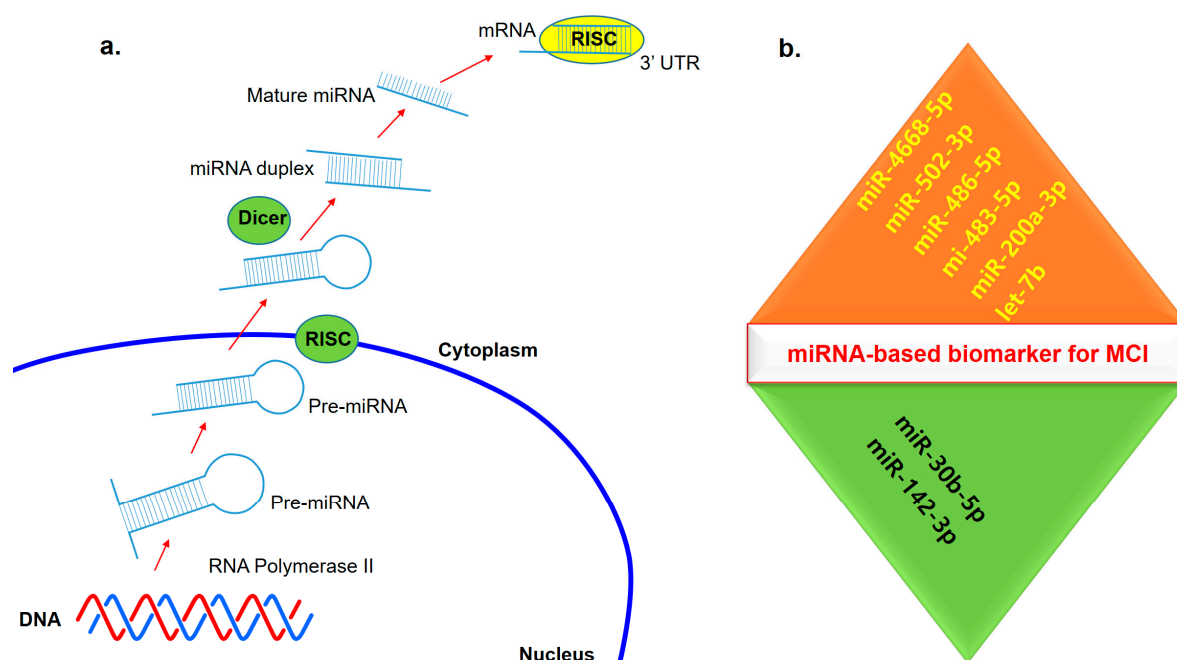 a.
mRNA
RISC
3' UTR
Mature miRNA
miRNA duplex
Dicer
RISC
Cytoplasm
Pre-miRNA
Pre-miRNA
RNA Polymerase II
DNA
Nucleus
b.
miR-4668-5p
miR-502-3p
miR-486-5p
mi-483-5p
miR-200a-3p
let-7b
miRNA-based biomarker for MCI
miR-30b-5p
miR-142-3p